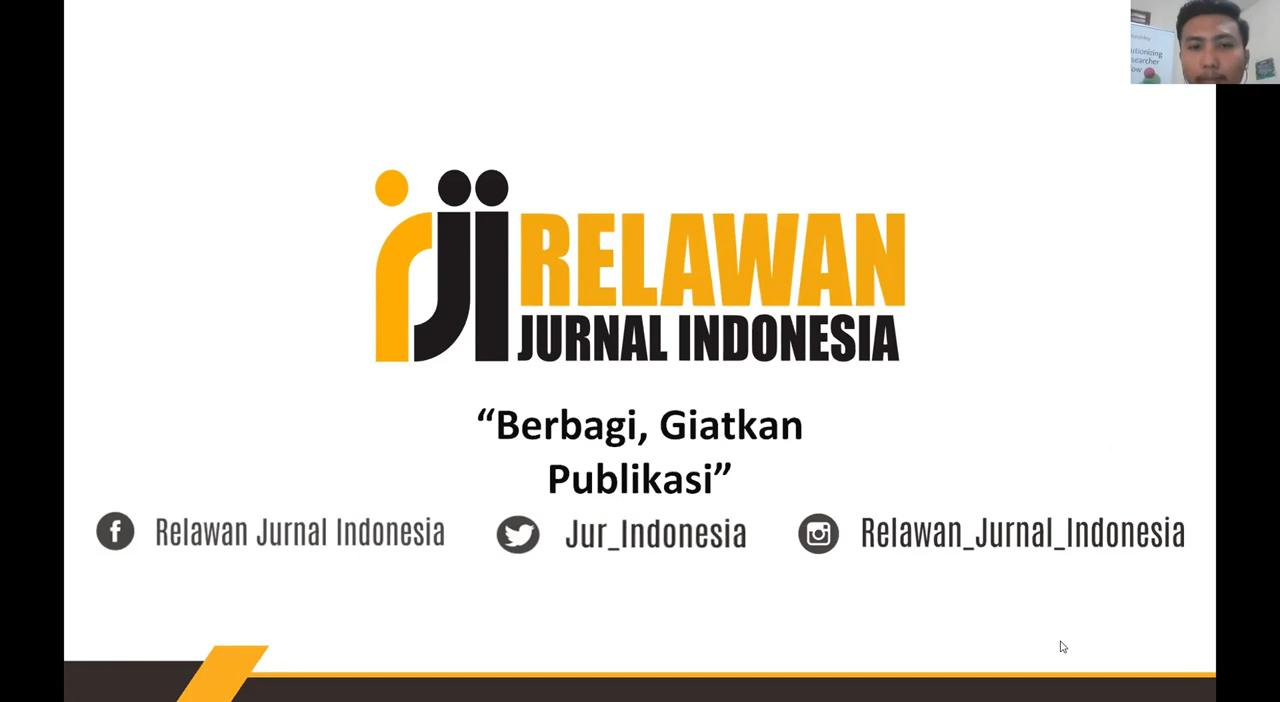 RELAWAN
JURNAL INDONESIA
“Berbagi, Giatkan
Publikasi”
Relawan Jurnal Indonesia
Jur_Indonesia
Relawan_Jurnal_Indonesia